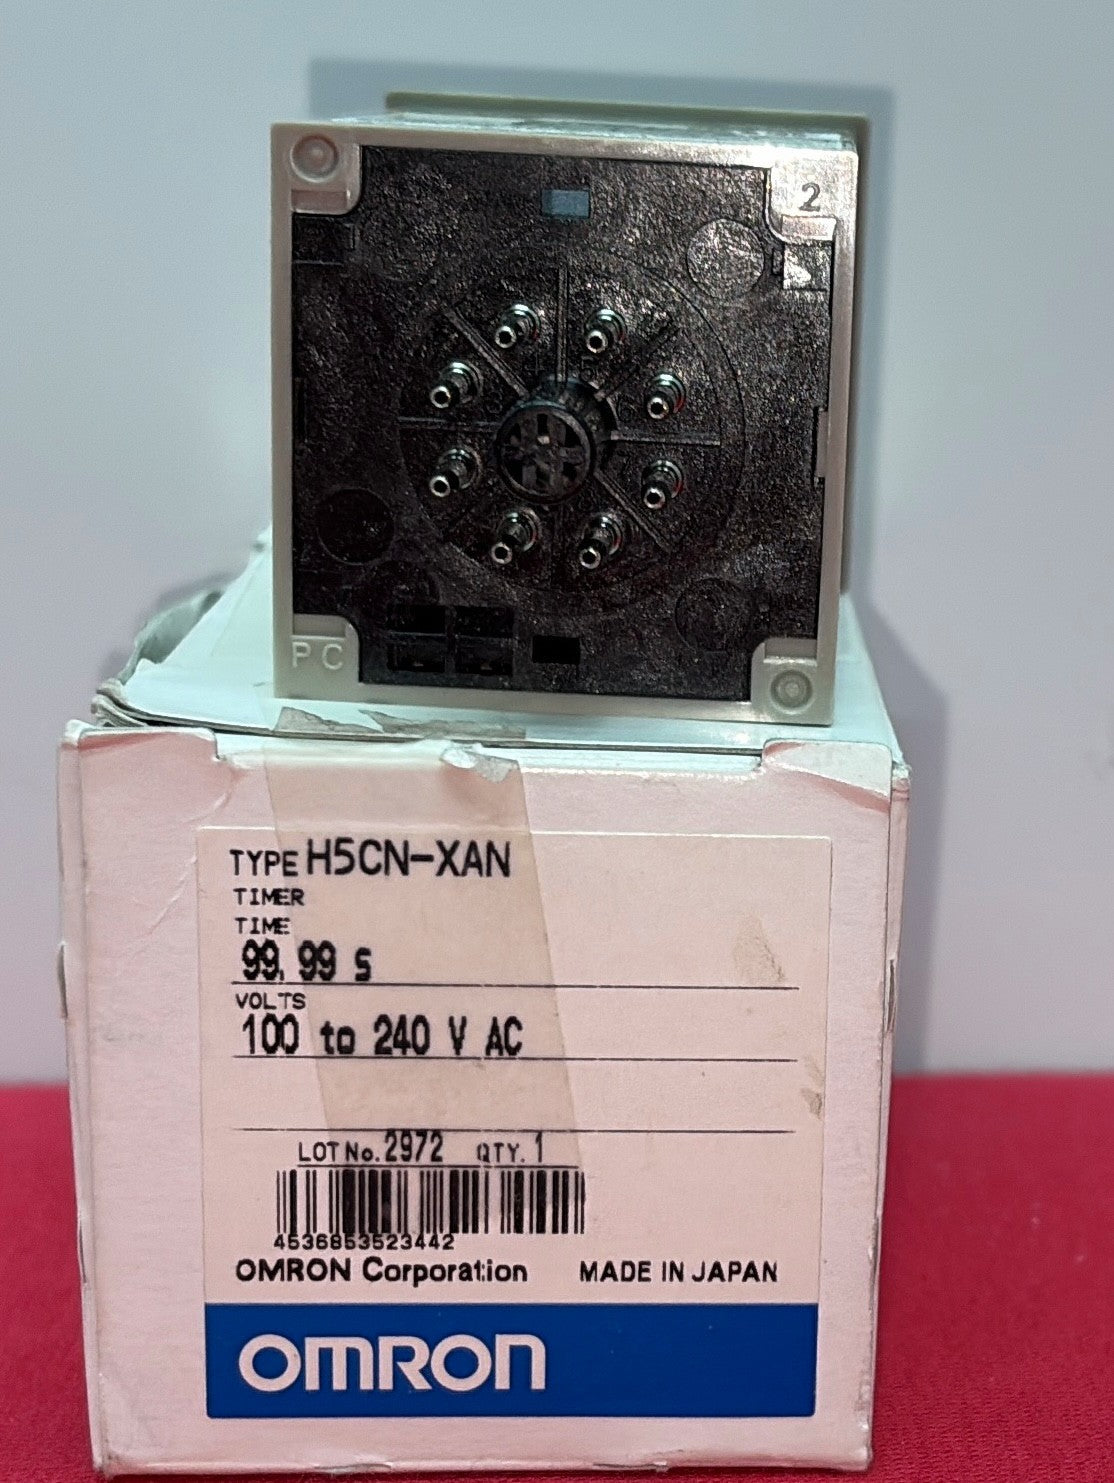 2
PC
TYPE H5CN-XAN
TIMER
TIME
99.99 s
VOLTS
100 to 240 V AC
LOT No. 2972 QTY. 1
4536853523442
OMRON Corporation MADE IN JAPAN
OMRON